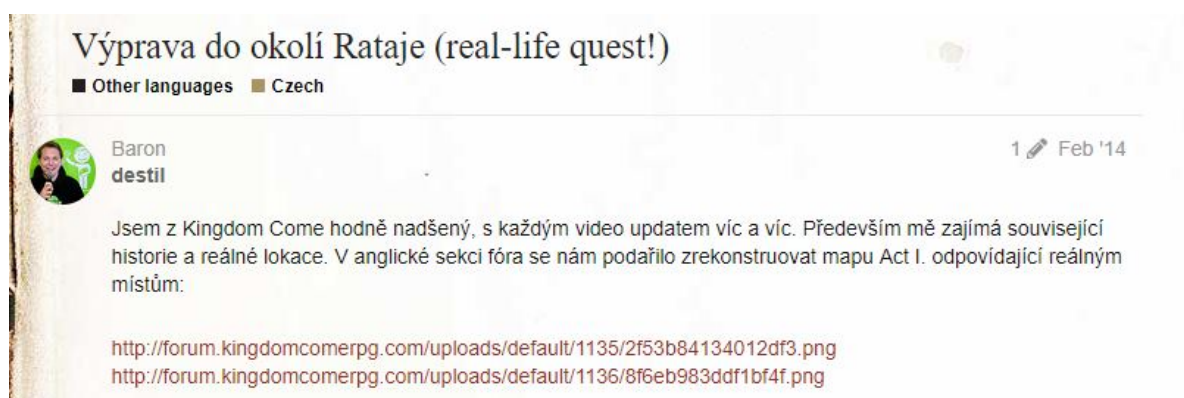 Výprava do okolí Rataje (real-life quest!)
Other languages Czech
Baron
1 Feb '14
destil
Jsem z Kingdom Come hodně nadšený, s každým video updatem víc a víc. Především mě zajímá související
historie a reálné lokace. V anglické sekci fóra se nám podařilo zrekonstruovat mapu Act I. odpovídající reálným
místům:
http://forum.kingdomcomerpg.com/uploads/default/1135/2f53b84134012df3.png
http://forum.kingdomcomerpg.com/uploads/default/1136/8f6eb983ddf1bf4f.png